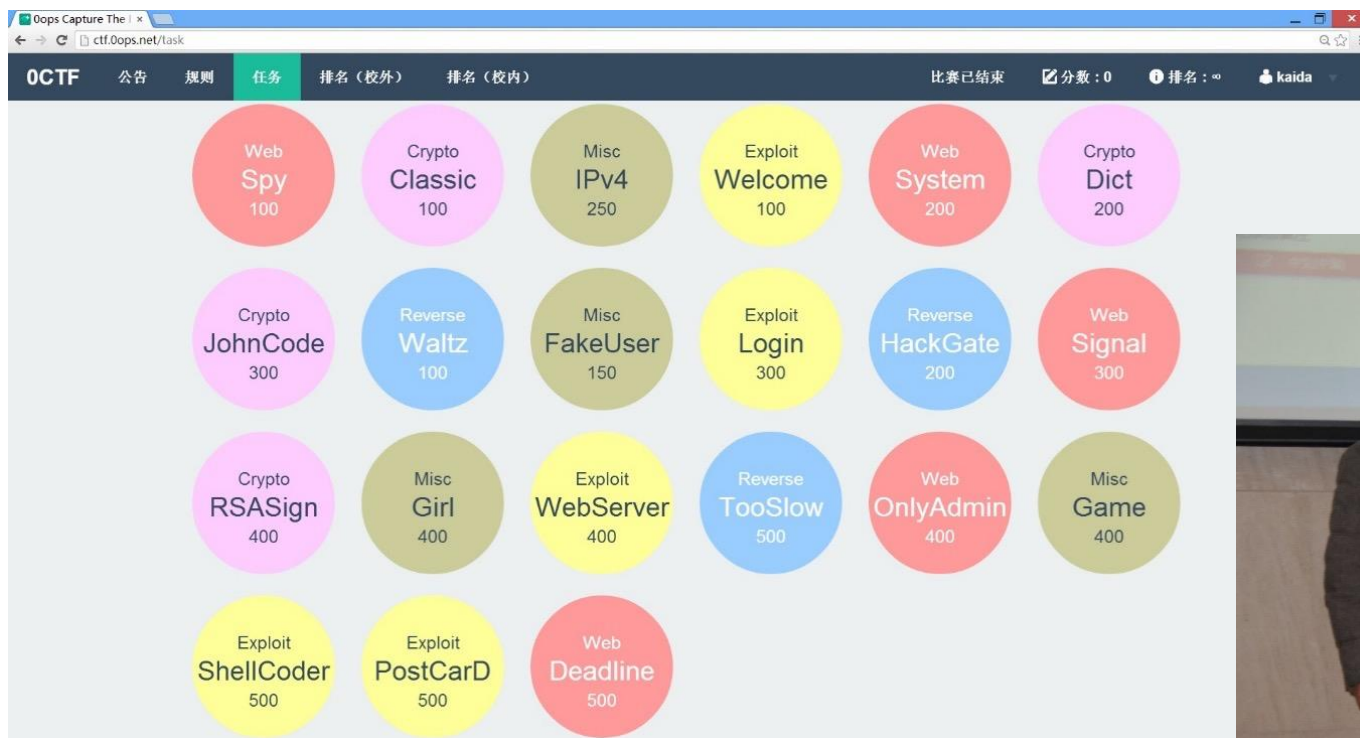 0ops Capture The
ctf.0ops.net/task
0CTF 公告 规则 任务 排名（校外） 排名（校内） 比赛已结束 分数：0 排名：∞ kaida
Web
Spy
100
Crypto
Classic
100
Misc
IPv4
250
Exploit
Welcome
100
Web
System
200
Crypto
Dict
200
Crypto
JohnCode
300
Reverse
Waltz
100
Misc
FakeUser
150
Exploit
Login
300
Reverse
HackGate
200
Web
Signal
300
Crypto
RSASign
400
Misc
Girl
400
Exploit
WebServer
400
Reverse
TooSlow
500
Web
OnlyAdmin
400
Misc
Game
400
Exploit
ShellCoder
500
Exploit
PostCarD
500
Web
Deadline
500